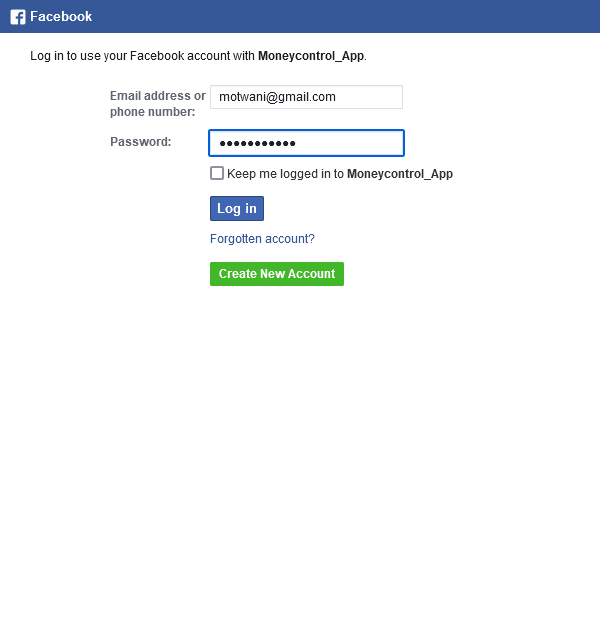 Facebook
Log in to use your Facebook account with Moneycontrol_App.
Email address or
phone number:
motwani@gmail.com
Password:
•••••••••••
Keep me logged in to Moneycontrol_App
Log in
Forgotten account?
Create New Account